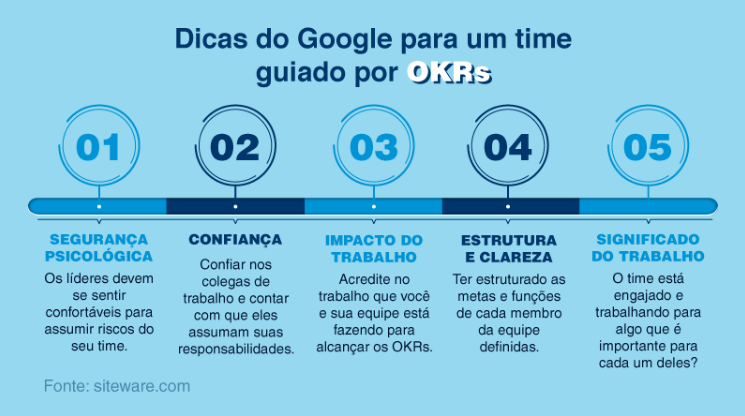 Dicas do Google para um time
guiado por OKRs
01
02
03
04
05
SEGURANÇA
PSICOLÓGICA
Os líderes devem
se sentir
confortáveis para
assumir riscos do
seu time.
CONFIANÇA
Confiar nos
colegas de
trabalho e contar
com que eles
assumam suas
responsabilidades.
IMPACTO DO
TRABALHO
Acredite no
trabalho que você
e sua equipe está
fazendo para
alcançar os OKRs.
ESTRUTURA
E CLAREZA
Ter estruturado as
metas e funções
de cada membro
da equipe
definidas.
SIGNIFICADO
DO TRABALHO
O time está
engajado e
trabalhando para
algo que é
importante para
cada um deles?
Fonte: siteware.com